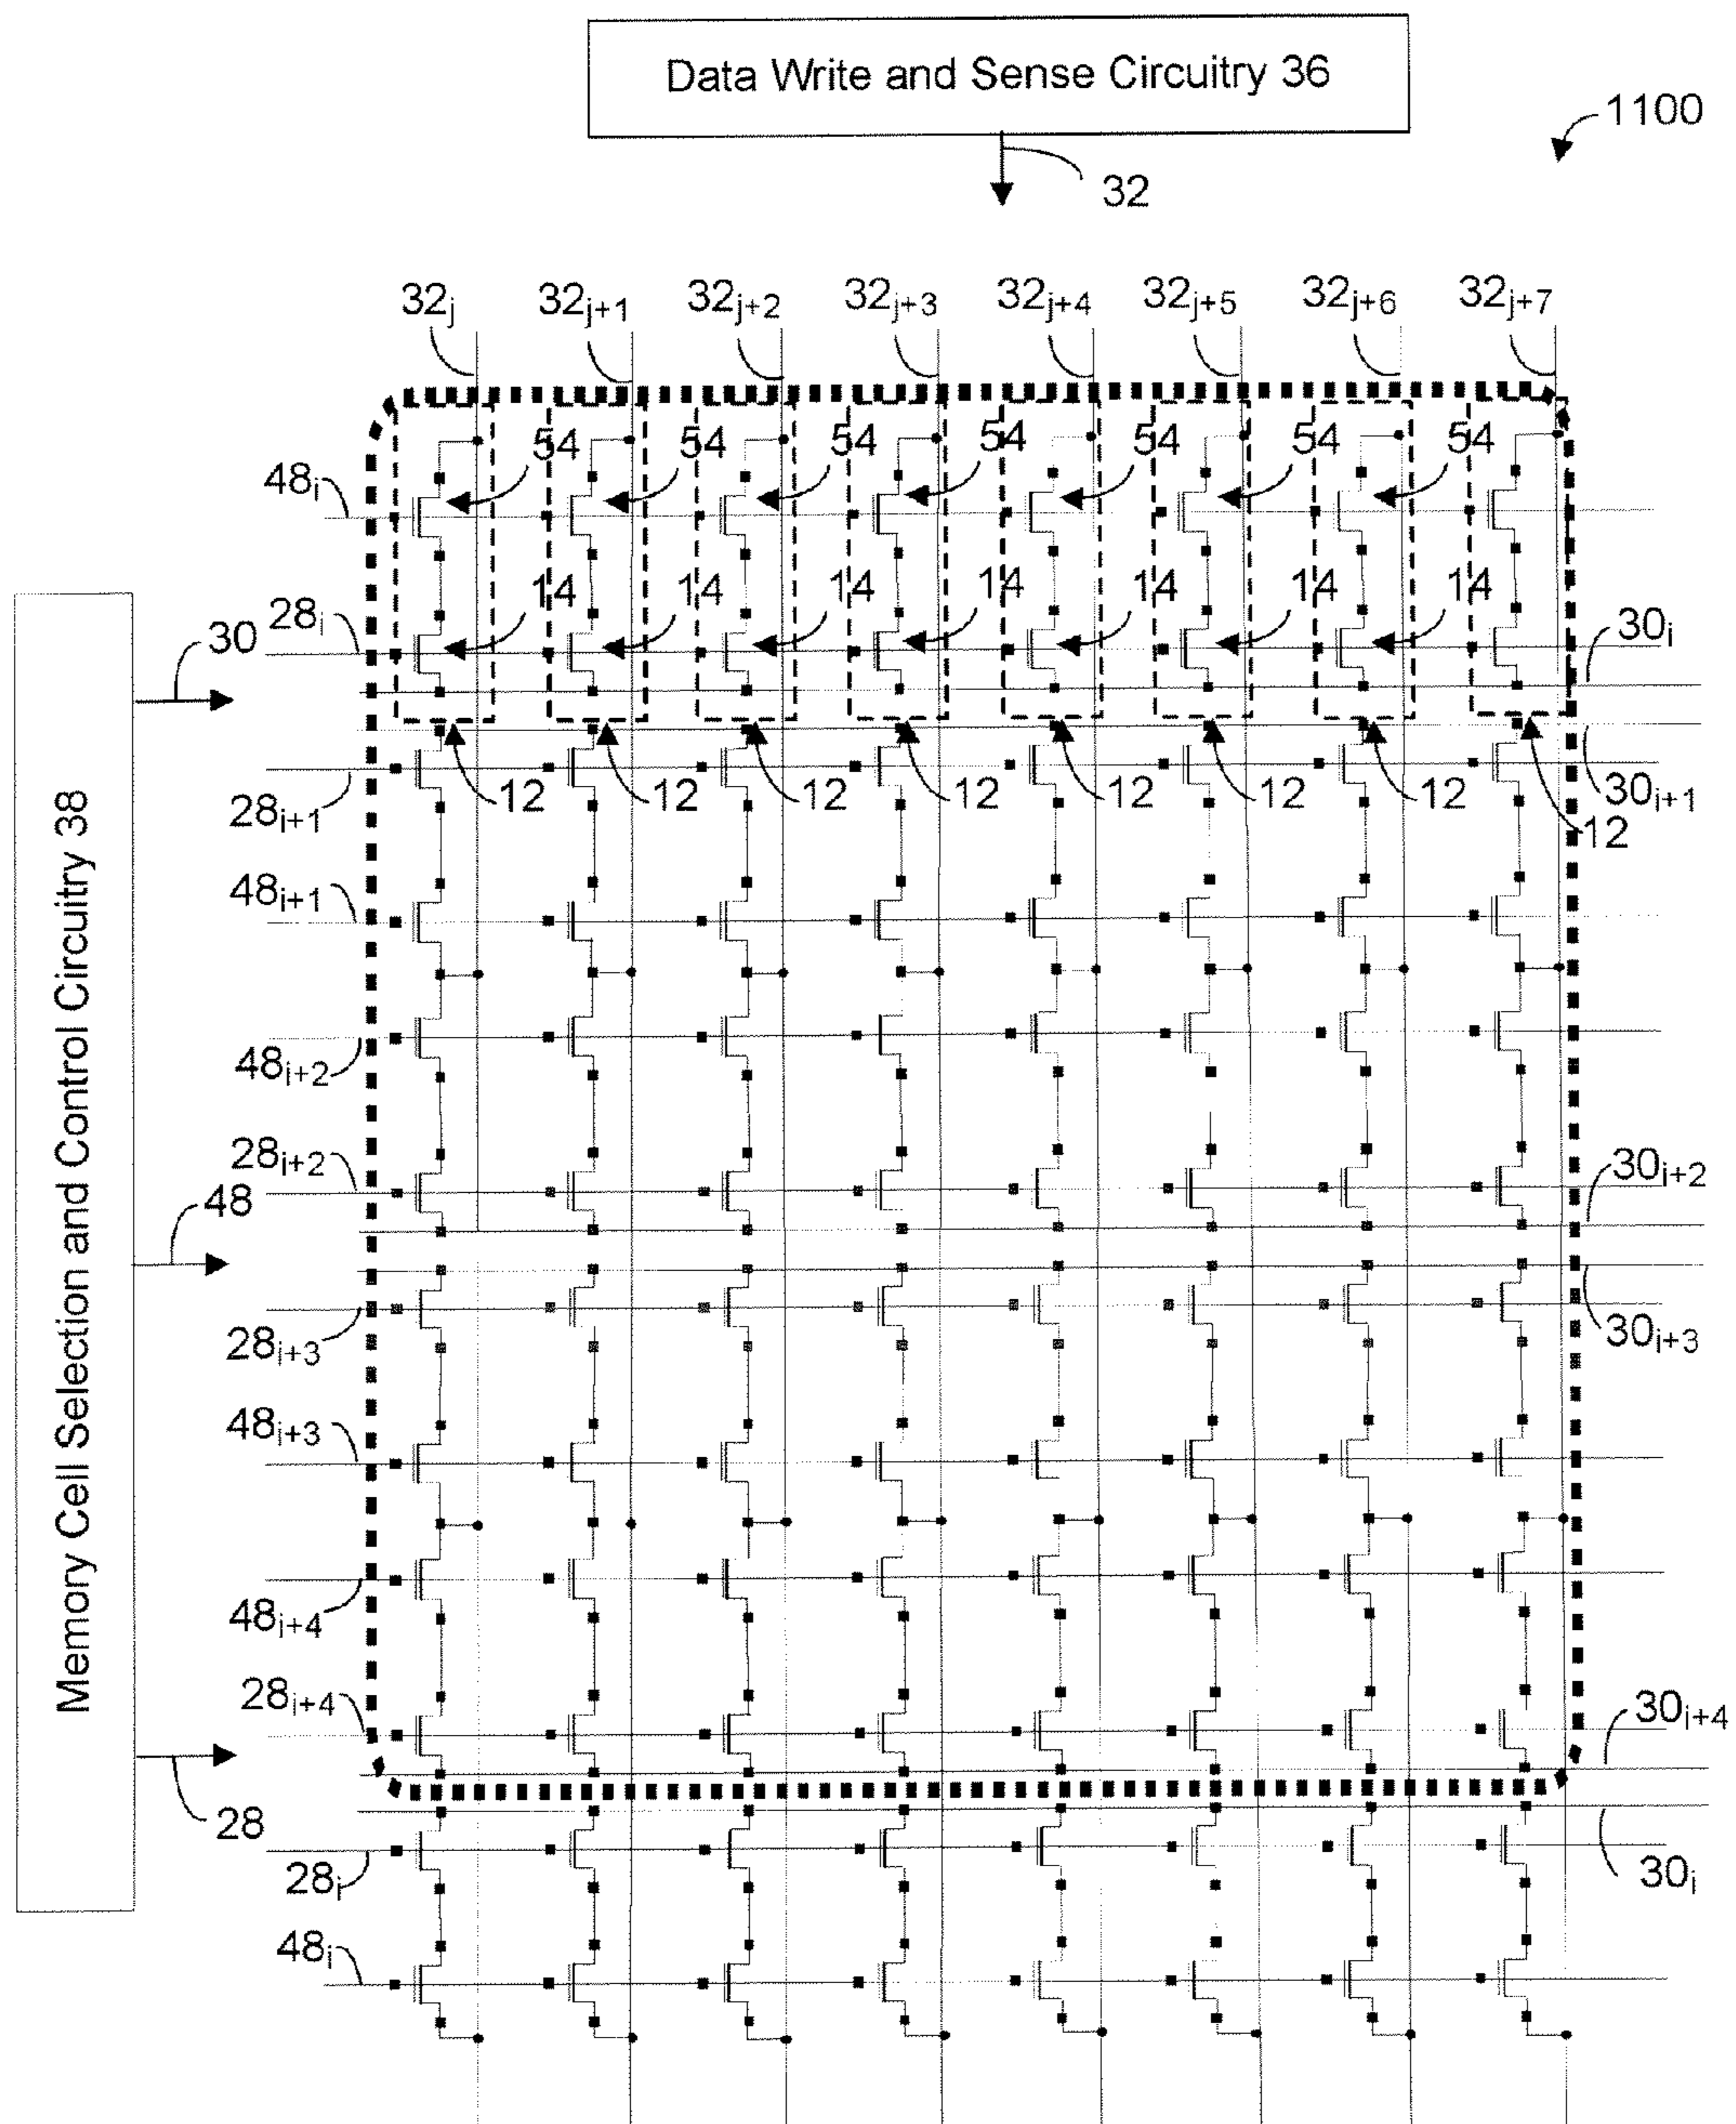 Data Write and Sense Circuitry 36
1100
32
32j 32j+1 32j+2 32j+3 32j+4 32j+5 32j+6 32j+7
54 54 54 54 54 54 54
48i
14 14 14 14 14 14 14
30
28i
30i
12 12 12 12 12 12 12 12
28i+1
30i+1
48i+1
Memory Cell Selection and Control Circuitry 38
48i+2
28i+2
30i+2
48
28i+3
30i+3
48i+3
48i+4
28i+4
30i+4
28
28i
30i
48i